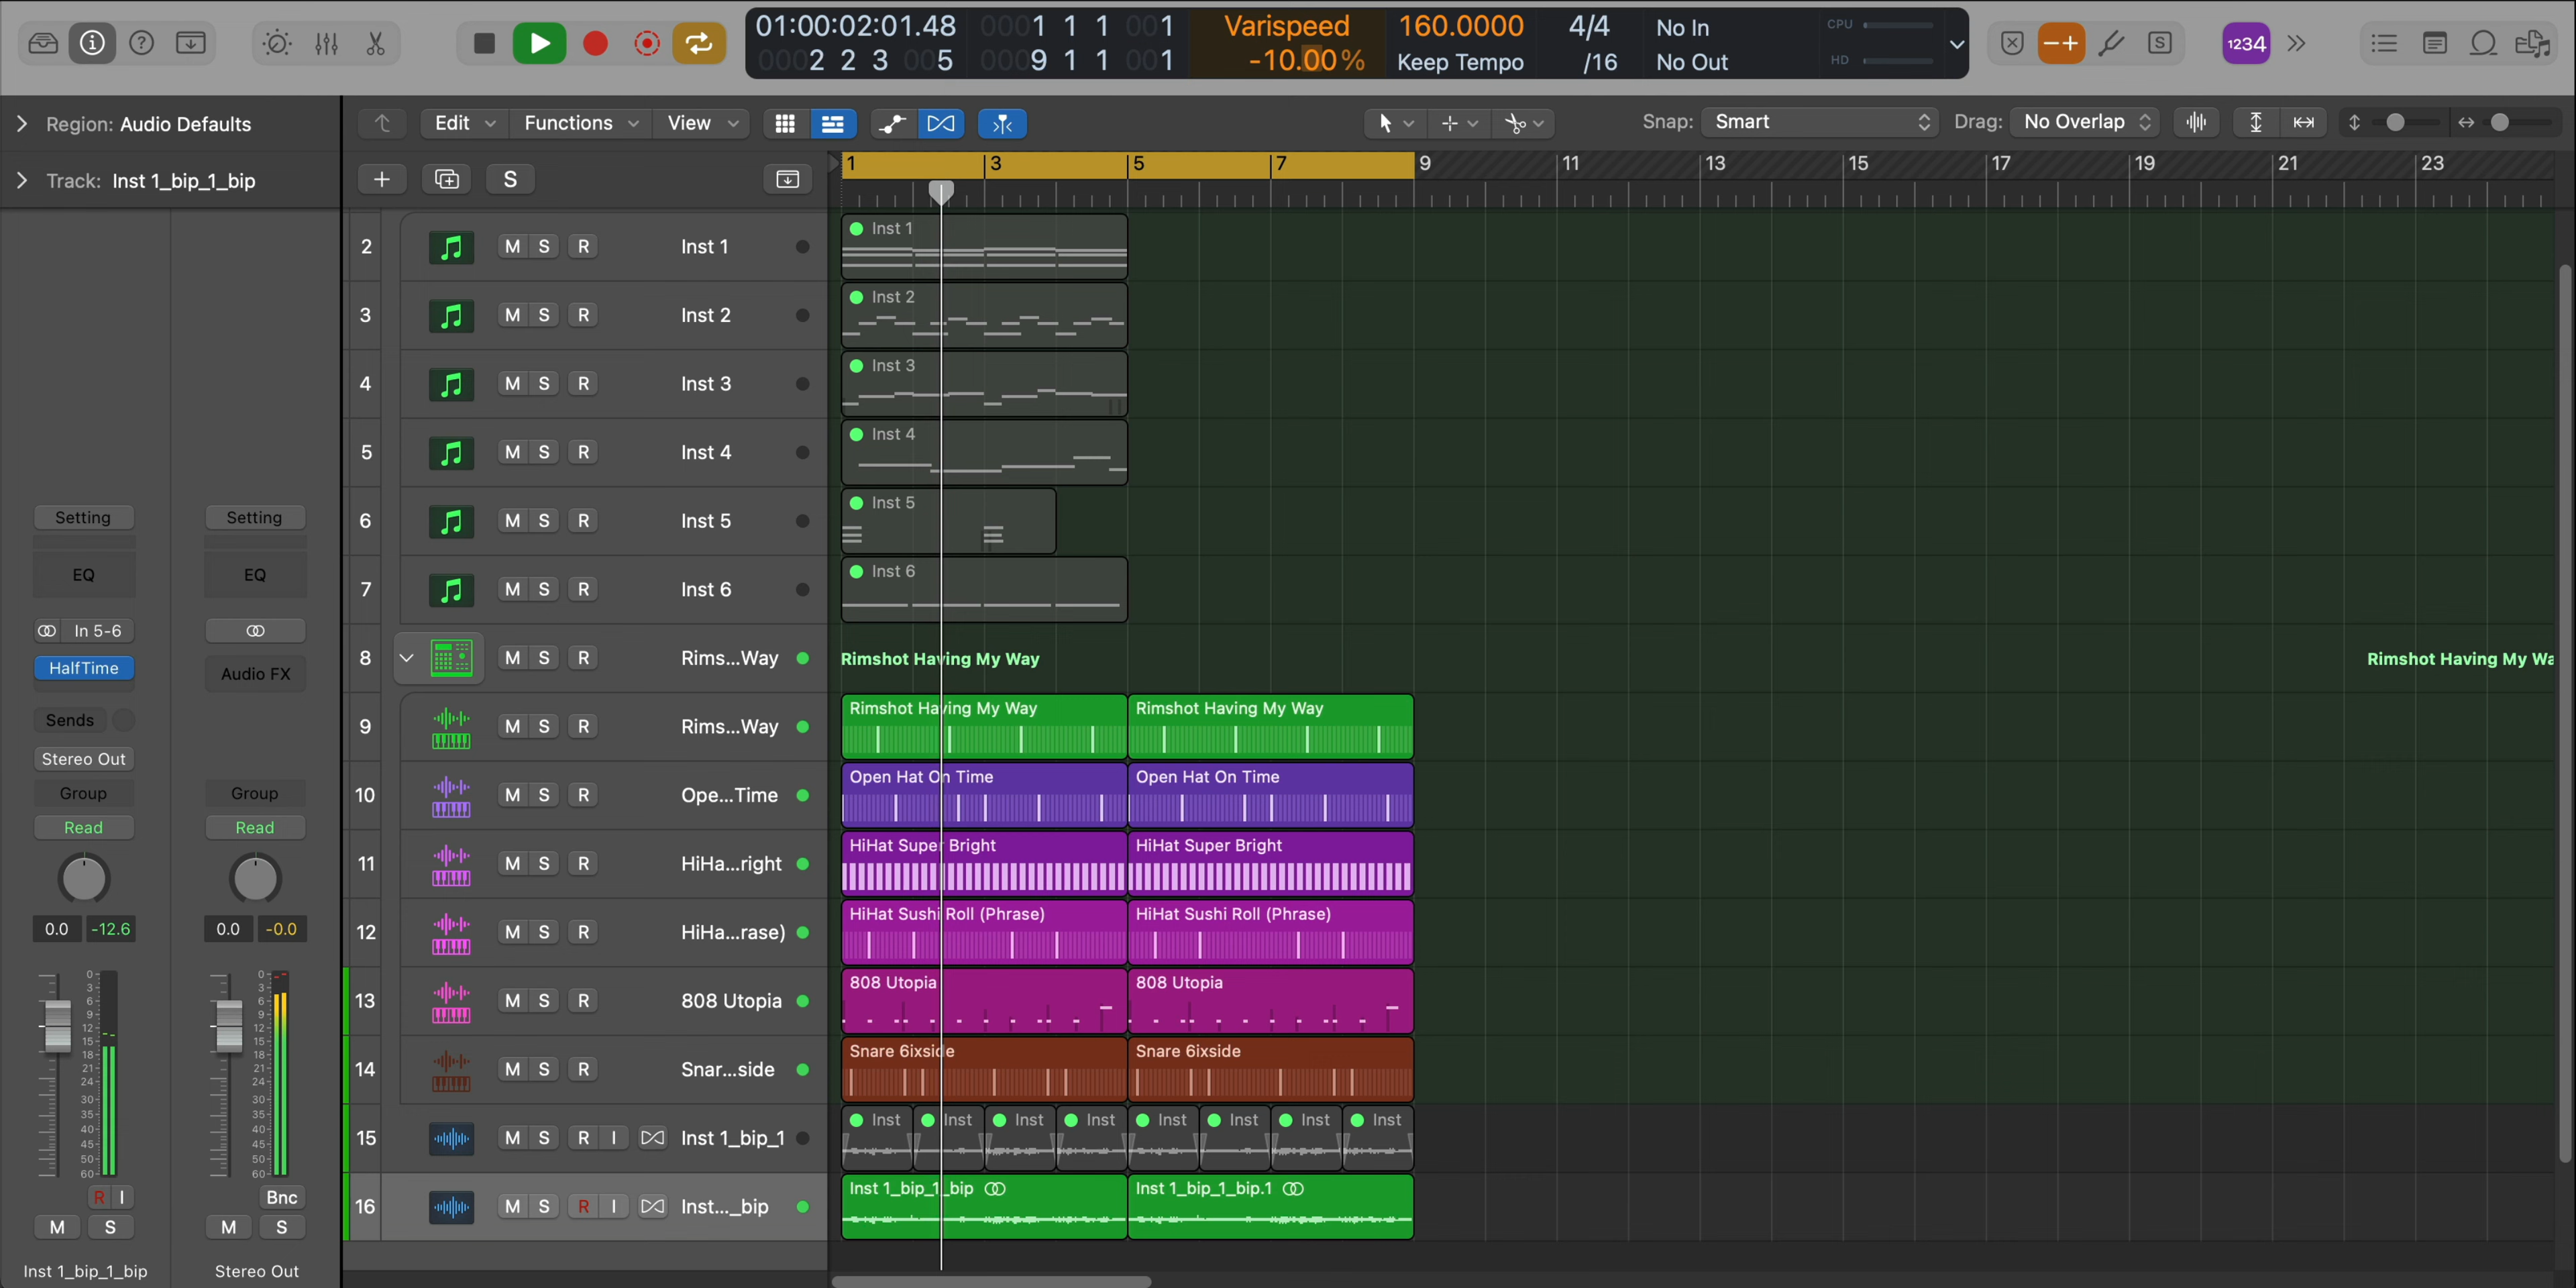 01:00:02:01.48 0001 1 1 001 Varispeed 160.0000 4/4 No In CPU
0002 2 3 005 0009 1 1 001 -10.00% Keep Tempo /16 No Out HD
1234
Region: Audio Defaults
Edit Functions View
Snap: Smart Drag: No Overlap
Track: Inst 1_bip_1_bip
S
1 3 5 7 9 11 13 15 17 19 21 23
2 M S R Inst 1
Inst 1
3 M S R Inst 2
Inst 2
4 M S R Inst 3
Inst 3
5 M S R Inst 4
Inst 4
6 M S R Inst 5
Inst 5
7 M S R Inst 6
Inst 6
8 M S R Rims...Way
Rimshot Having My Way Rimshot Having My Wa
9 M S R Rims...Way
Rimshot Having My Way Rimshot Having My Way
10 M S R Ope...Time
Open Hat On Time Open Hat On Time
11 M S R HiHa...right
HiHat Super Bright HiHat Super Bright
12 M S R HiHa...rase)
HiHat Sushi Roll (Phrase) HiHat Sushi Roll (Phrase)
13 M S R 808 Utopia
808 Utopia 808 Utopia
14 M S R Snar...side
Snare 6ixside Snare 6ixside
15 M S R I Inst 1_bip_1
Inst Inst Inst Inst Inst Inst Inst Inst
16 M S R I Inst..._bip
Inst 1_bip_1_bip Inst 1_bip_1_bip.1
Setting Setting
EQ EQ
In 5-6
HalfTime Audio FX
Sends
Stereo Out
Group Group
Read Read
0.0 -12.6 0.0 -0.0
0 0
3 3
6 6
9 9
12 12
15 15
18 18
21 21
24 24
30 30
35 35
40 40
45 45
50 50
60 60
R I Bnc
M S M S
Inst 1_bip_1_bip Stereo Out